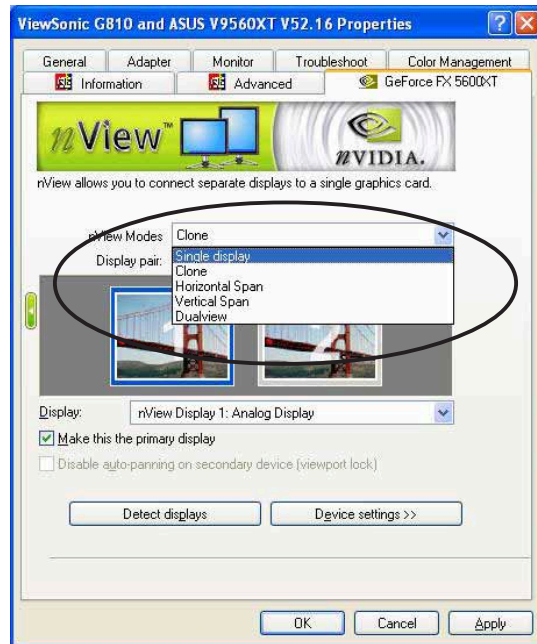 ViewSonic G810 and ASUS V9560XT V52.16 Properties
General Adapter Monitor Troubleshoot Color Management
Information Advanced GeForce FX 5600XT
nView™ NVIDIA.
nView allows you to connect separate displays to a single graphics card.
nView Modes Clone
Display pair: Single display
Clone
Horizontal Span
Vertical Span
Dualview
1 2
Display: nView Display 1: Analog Display
Make this the primary display
Disable auto-panning on secondary device (viewport lock)
Detect displays Device settings >>
OK Cancel Apply